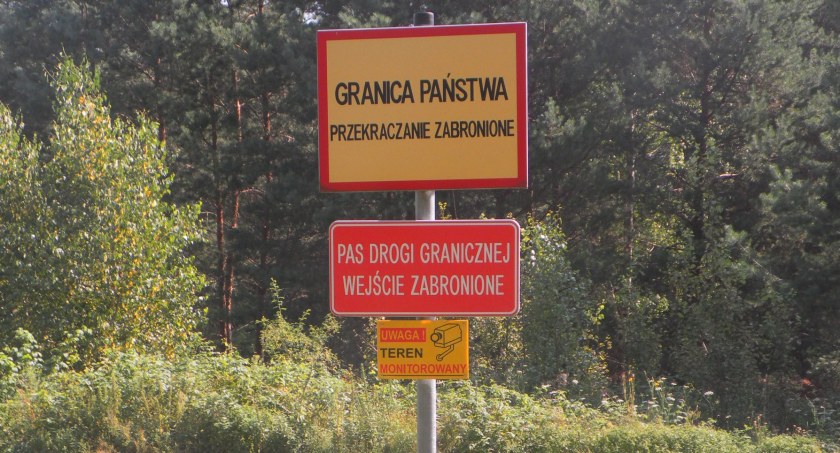 GRANICA PAŃSTWA
PRZEKRACZANIE ZABRONIONE
PAS DROGI GRANICZNEJ
WEJŚCIE ZABRONIONE
UWAGA !
TEREN
MONITOROWANY